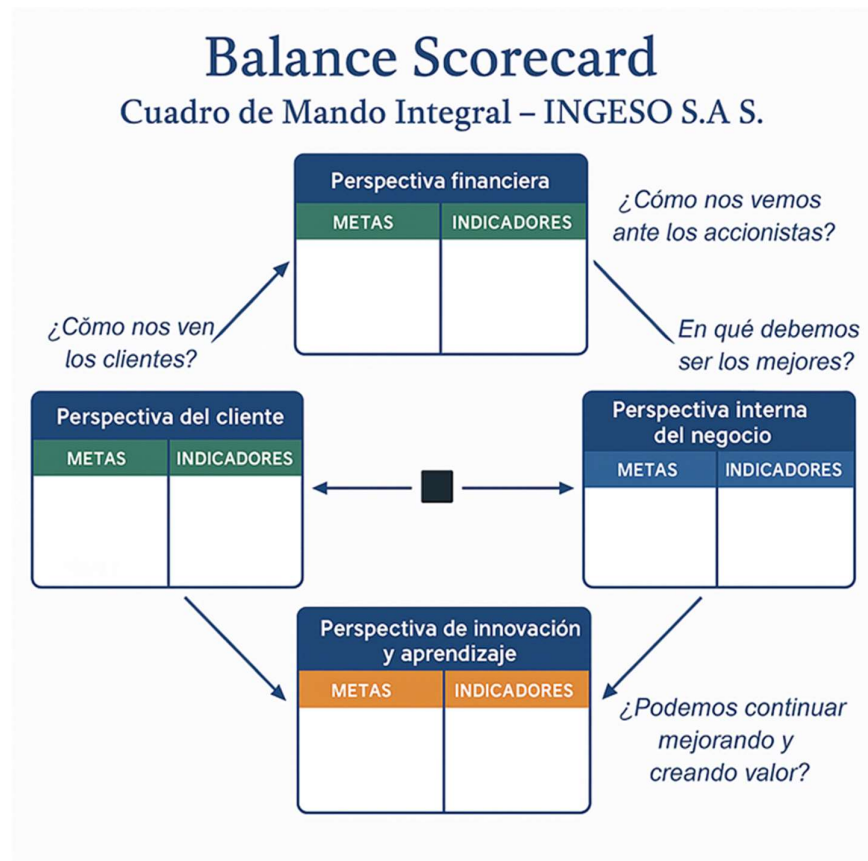 Balance Scorecard
Cuadro de Mando Integral – INGESO S.A S.
Perspectiva financiera
METAS INDICADORES
¿Cómo nos vemos
ante los accionistas?
¿Cŏmo nos ven
los clientes?
En qué debemos
ser los mejores?
Perspectiva del cliente
METAS INDICADORES
Perspectiva interna
del negocio
METAS INDICADORES
Perspectiva de innovación
y aprendizaje
METAS INDICADORES
¿Podemos continuar
mejorando y
creando valor?